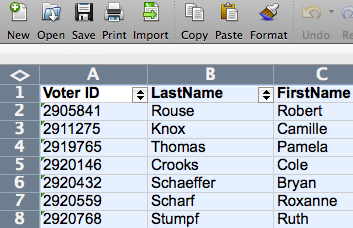 New Open Save Print Import Copy Paste Format Undo
A B C
1 Voter ID LastName FirstName
2 2905841 Rouse Robert
3 2911275 Knox Camille
4 2919765 Thomas Pamela
5 2920146 Crooks Cole
6 2920432 Schaeffer Bryan
7 2920559 Scharf Roxanne
8 2920768 Stumpf Ruth